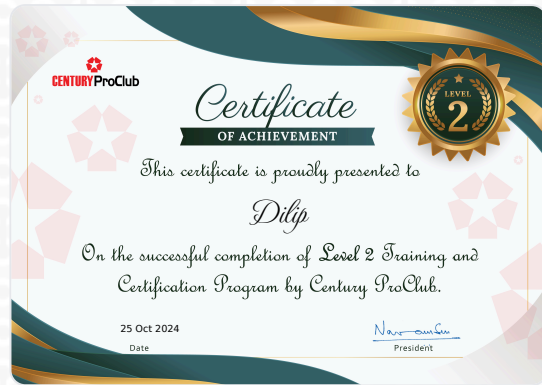 CENTURY ProClub
Certificate
OF ACHIEVEMENT
LEVEL
2
This certificate is proudly presented to
Dilip
On the successful completion of Level 2 Training and
Certification Program by Century ProClub.
25 Oct 2024
Date
President